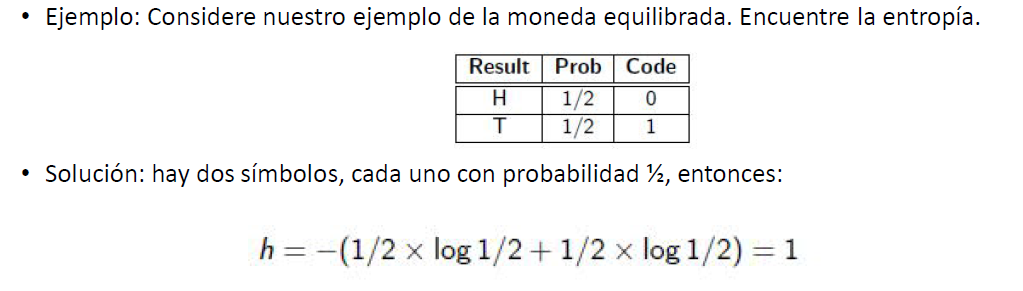 • Ejemplo: Considere nuestro ejemplo de la moneda equilibrada. Encuentre la entropía.
Result Prob Code
H 1/2 0
T 1/2 1
• Solución: hay dos símbolos, cada uno con probabilidad ½, entonces:
h = −(1/2 × log 1/2 + 1/2 × log 1/2) = 1